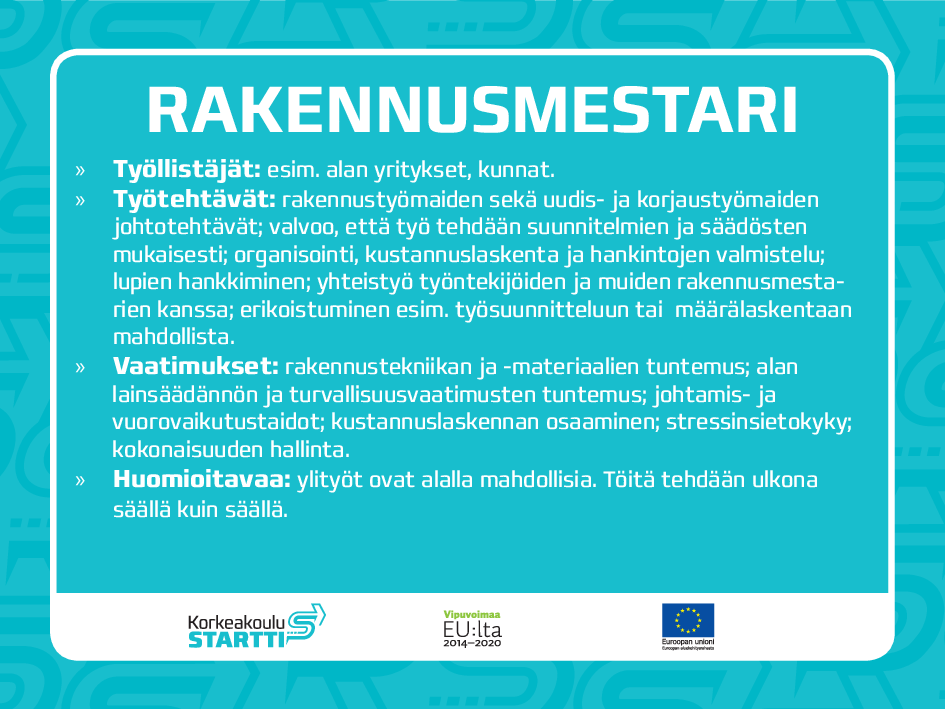 RAKENNUSMESTARI
» Työllistäjät: esim. alan yritykset, kunnat.
» Työtehtävät: rakennustyömaiden sekä uudis- ja korjaustyömaiden
johtotehtävät; valvoo, että työ tehdään suunnitelmien ja säädösten
mukaisesti; organisointi, kustannuslaskenta ja hankintojen valmistelu;
lupien hankkiminen; yhteistyö työntekijöiden ja muiden rakennusmesta-
rien kanssa; erikoistuminen esim. työsuunnitteluun tai määrälaskentaan
mahdollista.
» Vaatimukset: rakennustekniikan ja -materiaalien tuntemus; alan
lainsäädännön ja turvallisuusvaatimusten tuntemus; johtamis- ja
vuorovaikutustaidot; kustannuslaskennan osaaminen; stressinsietokyky;
kokonaisuuden hallinta.
» Huomioitavaa: ylityöt ovat alalla mahdollisia. Töitä tehdään ulkona
säällä kuin säällä.
Korkeakoulu
STARTTI
Vipuvoimaa
EU:lta
2014–2020
Euroopan unioni
Euroopan aluekehitysrahasto